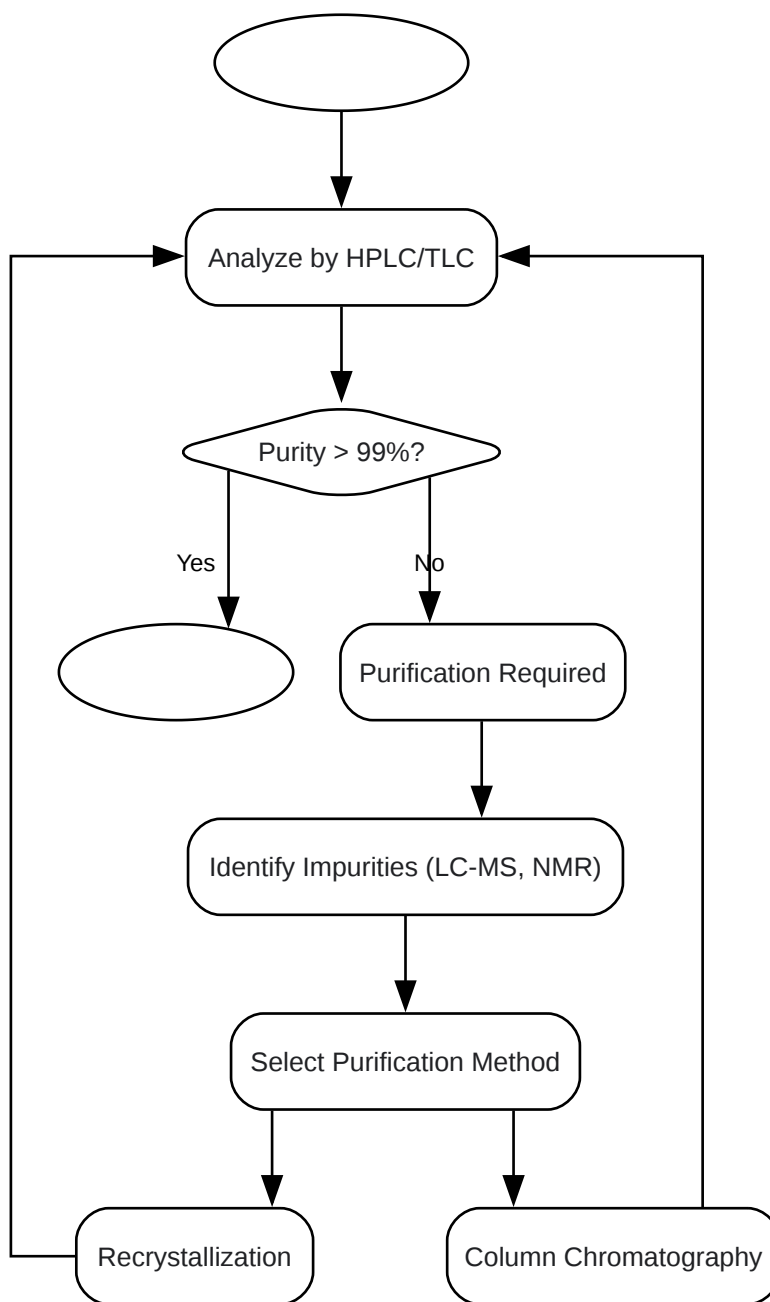 Analyze by HPLC/TLC
Purity > 99%?
Yes
No
Purification Required
Identify Impurities (LC-MS, NMR)
Select Purification Method
Recrystallization
Column Chromatography